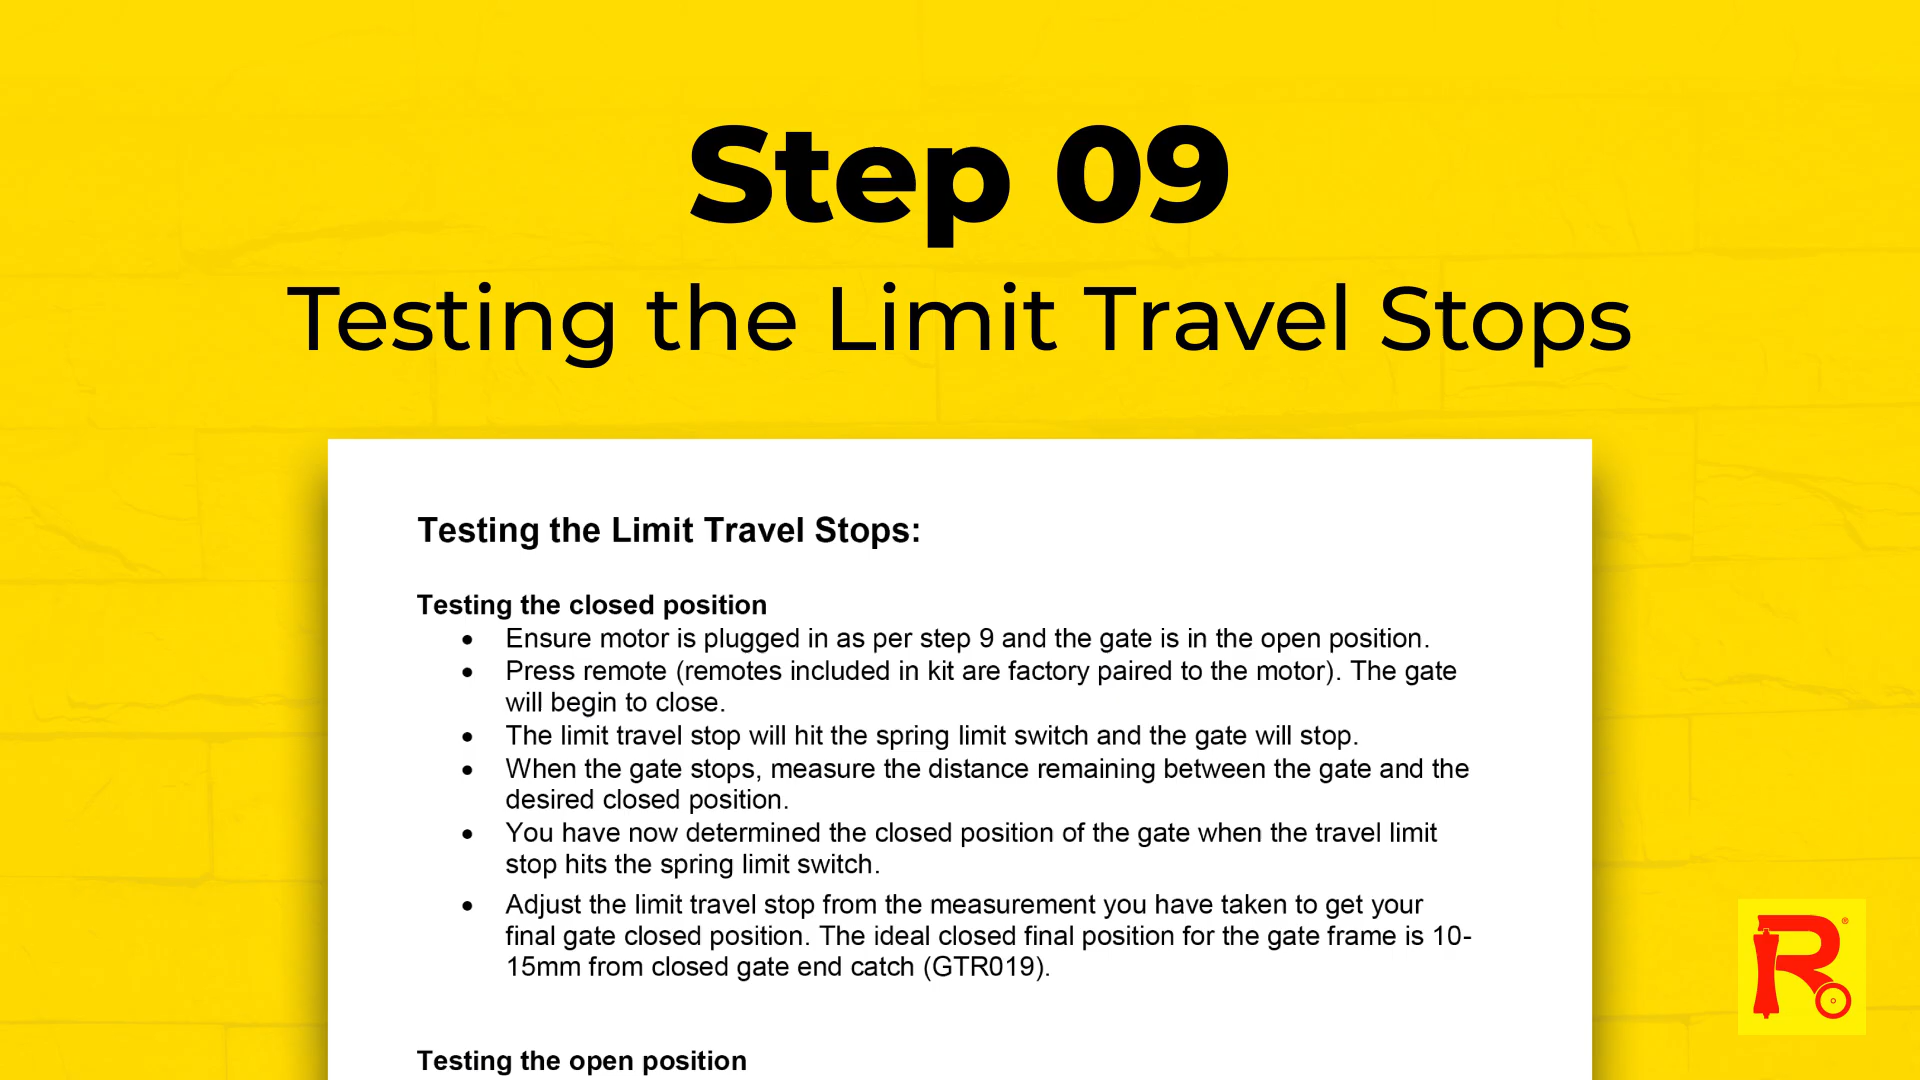 Step 09
Testing the Limit Travel Stops
Testing the Limit Travel Stops:
Testing the closed position
• Ensure motor is plugged in as per step 9 and the gate is in the open position.
• Press remote (remotes included in kit are factory paired to the motor). The gate
will begin to close.
• The limit travel stop will hit the spring limit switch and the gate will stop.
• When the gate stops, measure the distance remaining between the gate and the
desired closed position.
• You have now determined the closed position of the gate when the travel limit
stop hits the spring limit switch.
• Adjust the limit travel stop from the measurement you have taken to get your
final gate closed position. The ideal closed final position for the gate frame is 10-
15mm from closed gate end catch (GTR019).
R®
Testing the open position